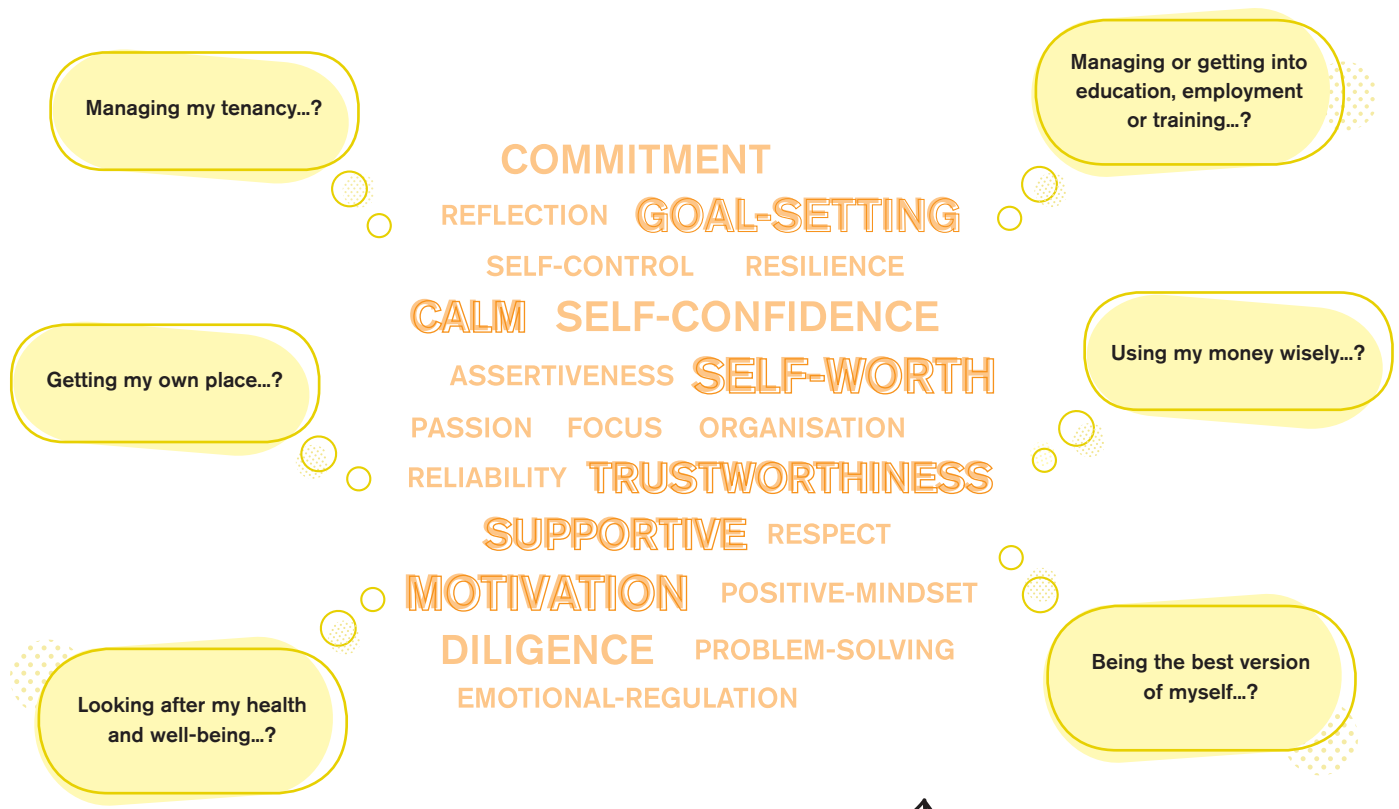 Managing my tenancy...?
Managing or getting into
education, employment
or training...?
COMMITMENT
REFLECTION GOAL-SETTING
SELF-CONTROL RESILIENCE
CALM SELF-CONFIDENCE
Getting my own place...?
Using my money wisely...?
ASSERTIVENESS SELF-WORTH
PASSION FOCUS ORGANISATION
RELIABILITY TRUSTWORTHINESS
SUPPORTIVE RESPECT
MOTIVATION POSITIVE-MINDSET
DILIGENCE PROBLEM-SOLVING
EMOTIONAL-REGULATION
Looking after my health
and well-being...?
Being the best version
of myself...?